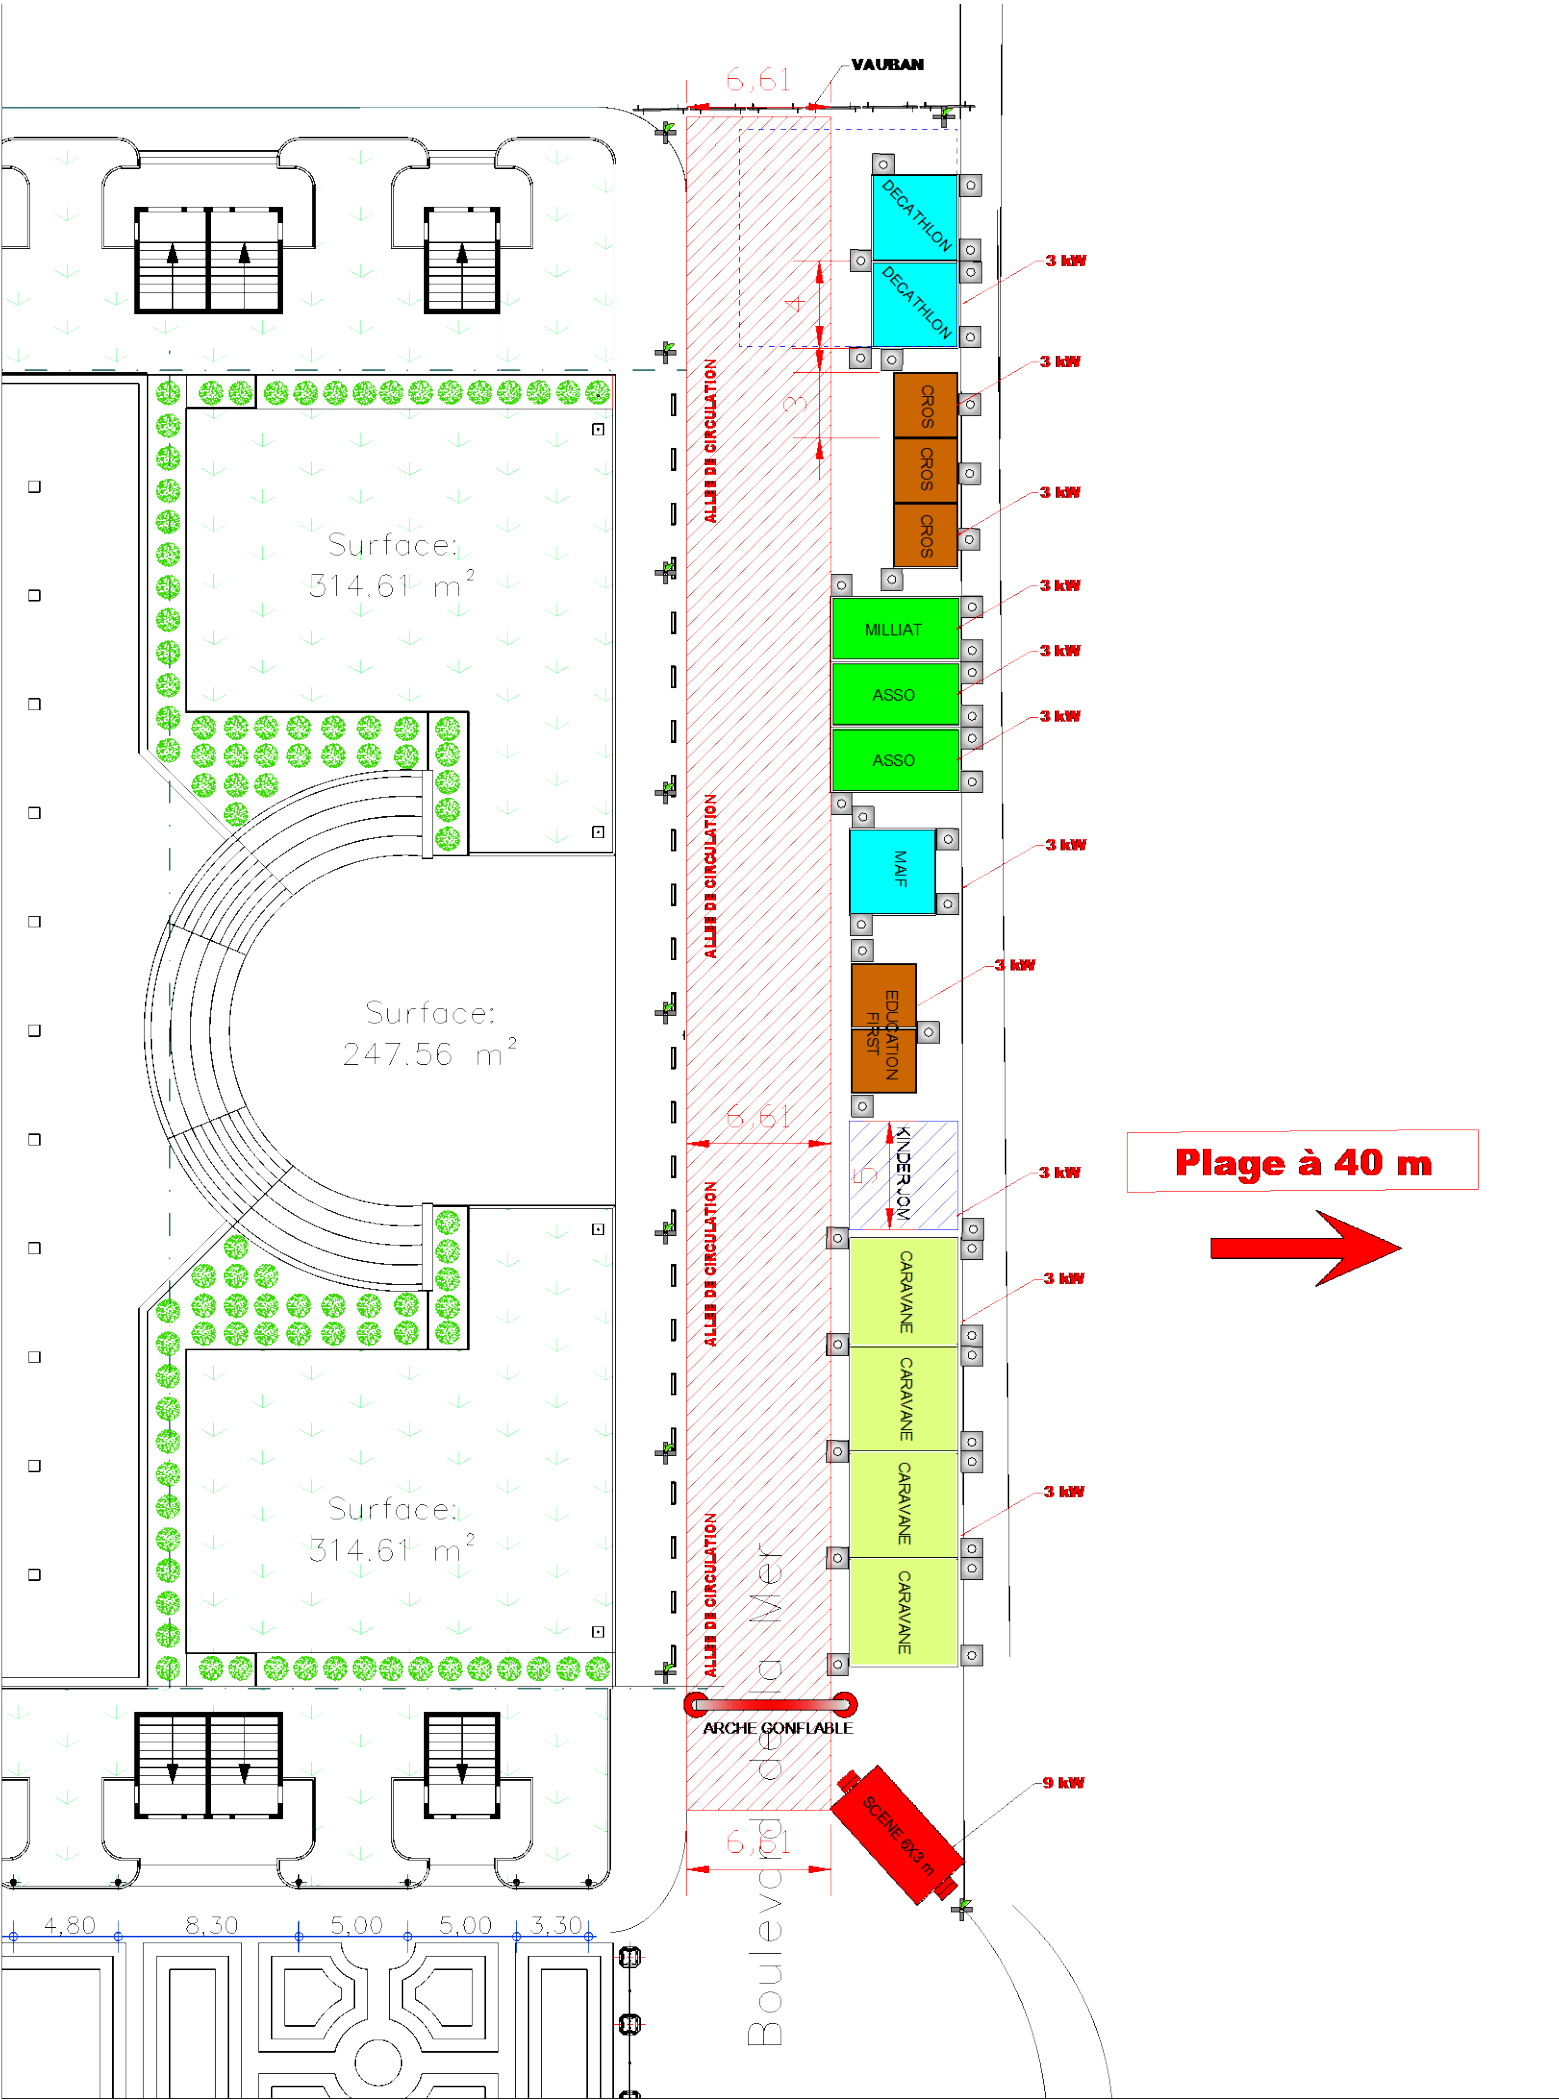 6,61
VAUBAN
DECATHLON
3 kW
DECATHLON
4
3 kW
3
CROS
CROS
3 kW
CROS
ALLEE DE CIRCULATION
Surface:
314.61 m²
3 kW
MILLIAT
3 kW
ASSO
3 kW
ASSO
ALLEE DE CIRCULATION
3 kW
MAIF
3 kW
EDUCATION
FIRST
Surface:
247.56 m²
6,61
KINDER JOM
5
3 kW
Plage à 40 m
ALLEE DE CIRCULATION
CARAVANE
3 kW
CARAVANE
CARAVANE
3 kW
CARAVANE
Surface:
314.61 m²
ALLEE DE CIRCULATION
Boulevard de la Mer
ARCHE GONFLABLE
9 kW
SCENE 6X3 m
6,61
4,80
8,30
5,00
5,00
3,30